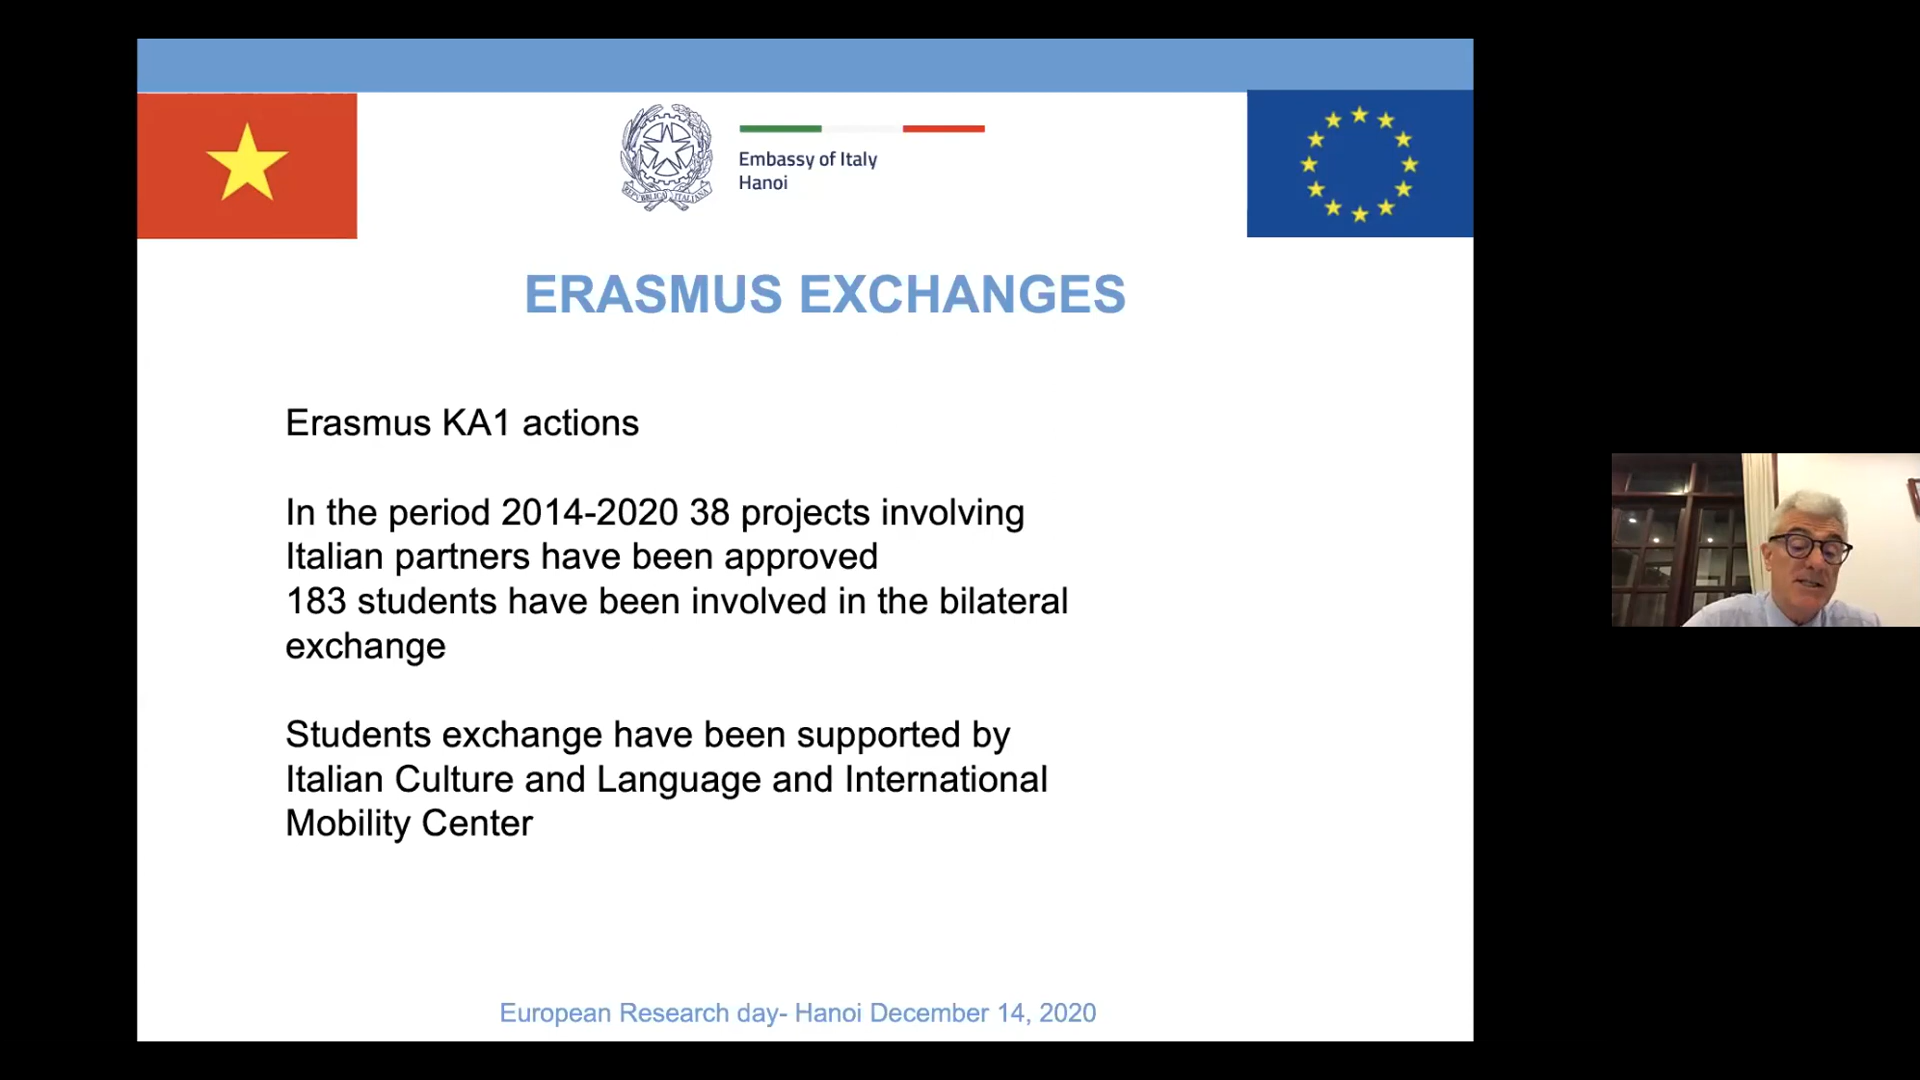 REPVBBLICA ITALIANA
Embassy of Italy
Hanoi
ERASMUS EXCHANGES
Erasmus KA1 actions
In the period 2014-2020 38 projects involving
Italian partners have been approved
183 students have been involved in the bilateral
exchange
Students exchange have been supported by
Italian Culture and Language and International
Mobility Center
European Research day- Hanoi December 14, 2020